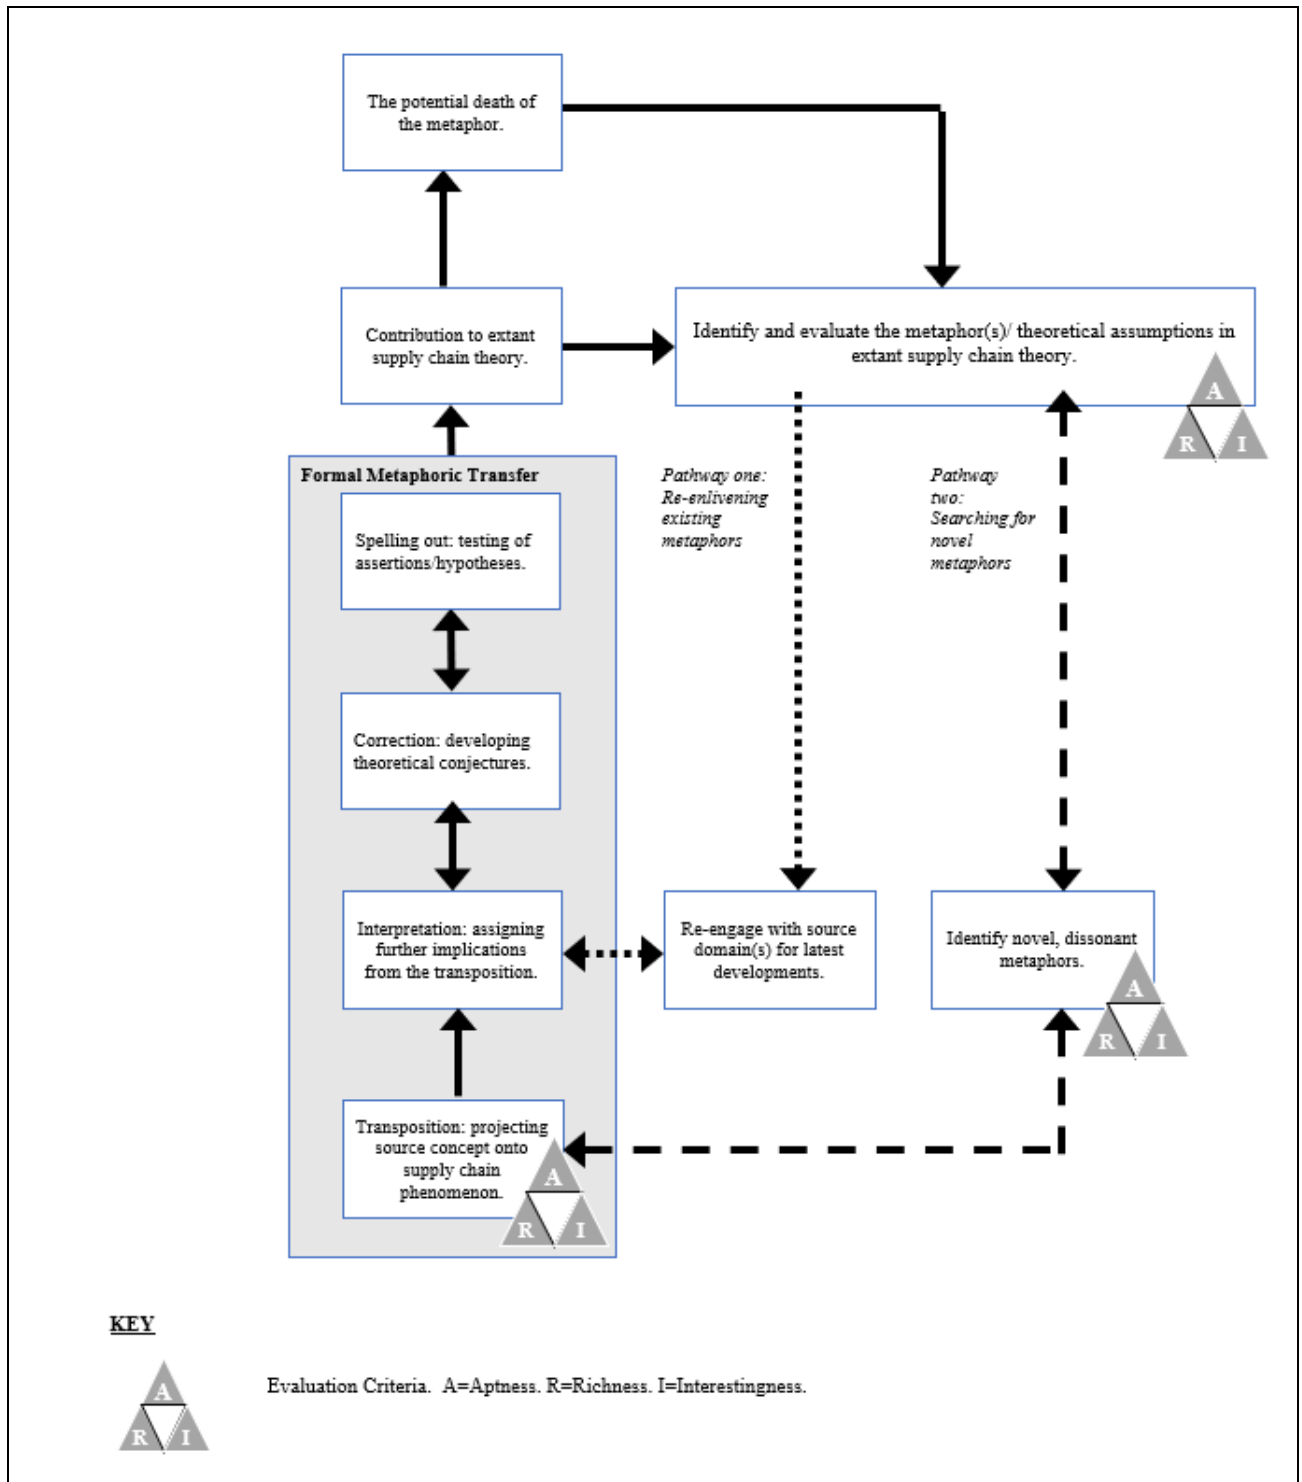 The potential death of
the metaphor.
Contribution to extant
supply chain theory.
Identify and evaluate the metaphor(s)/ theoretical assumptions in
extant supply chain theory.
A
R I
Formal Metaphoric Transfer
Spelling out: testing of
assertions/hypotheses.
Pathway one:
Re-enlivening
existing
metaphors
Pathway
two:
Searching for
novel
metaphors
Correction: developing
theoretical conjectures.
Interpretation: assigning
further implications
from the transposition.
Re-engage with source
domain(s) for latest
developments.
Identify novel, dissonant
metaphors.
A
R I
Transposition: projecting
source concept onto
supply chain
phenomenon.
A
R I
KEY
A
R I
Evaluation Criteria. A=Aptness. R=Richness. I=Interestingness.